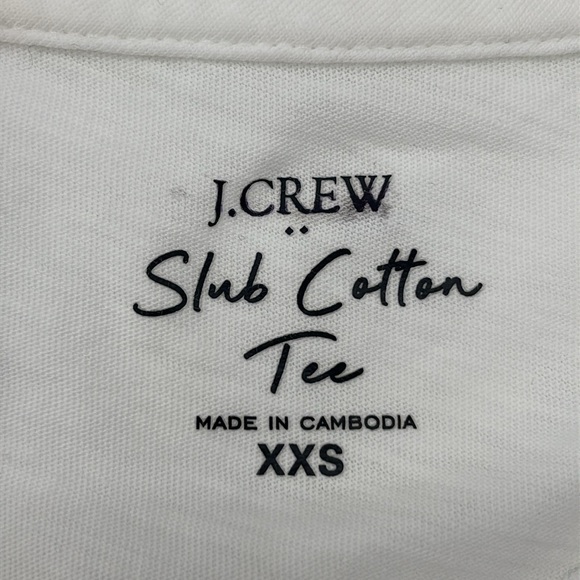 J.CREW
Slub Cotton
Tee
MADE IN CAMBODIA
XXS